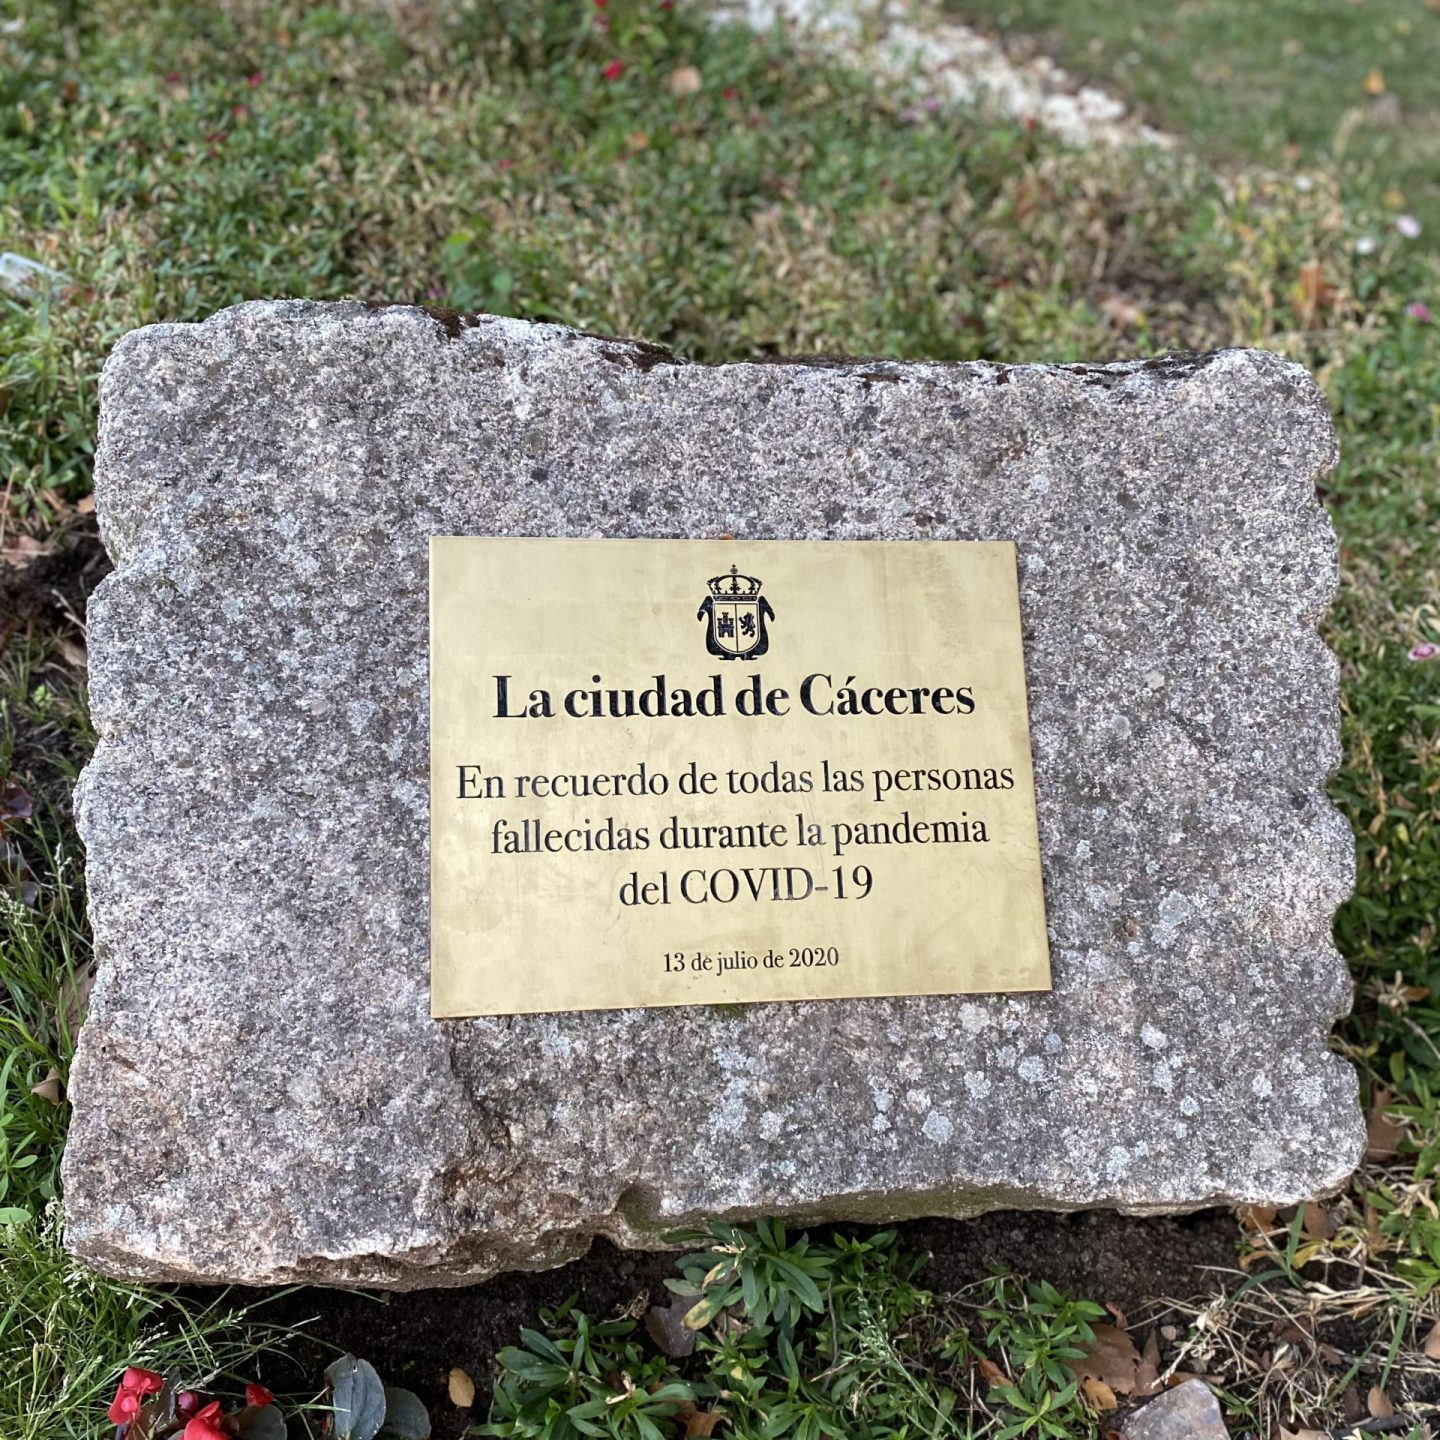 La ciudad de Cáceres
En recuerdo de todas las personas
fallecidas durante la pandemia
del COVID-19
13 de julio de 2020